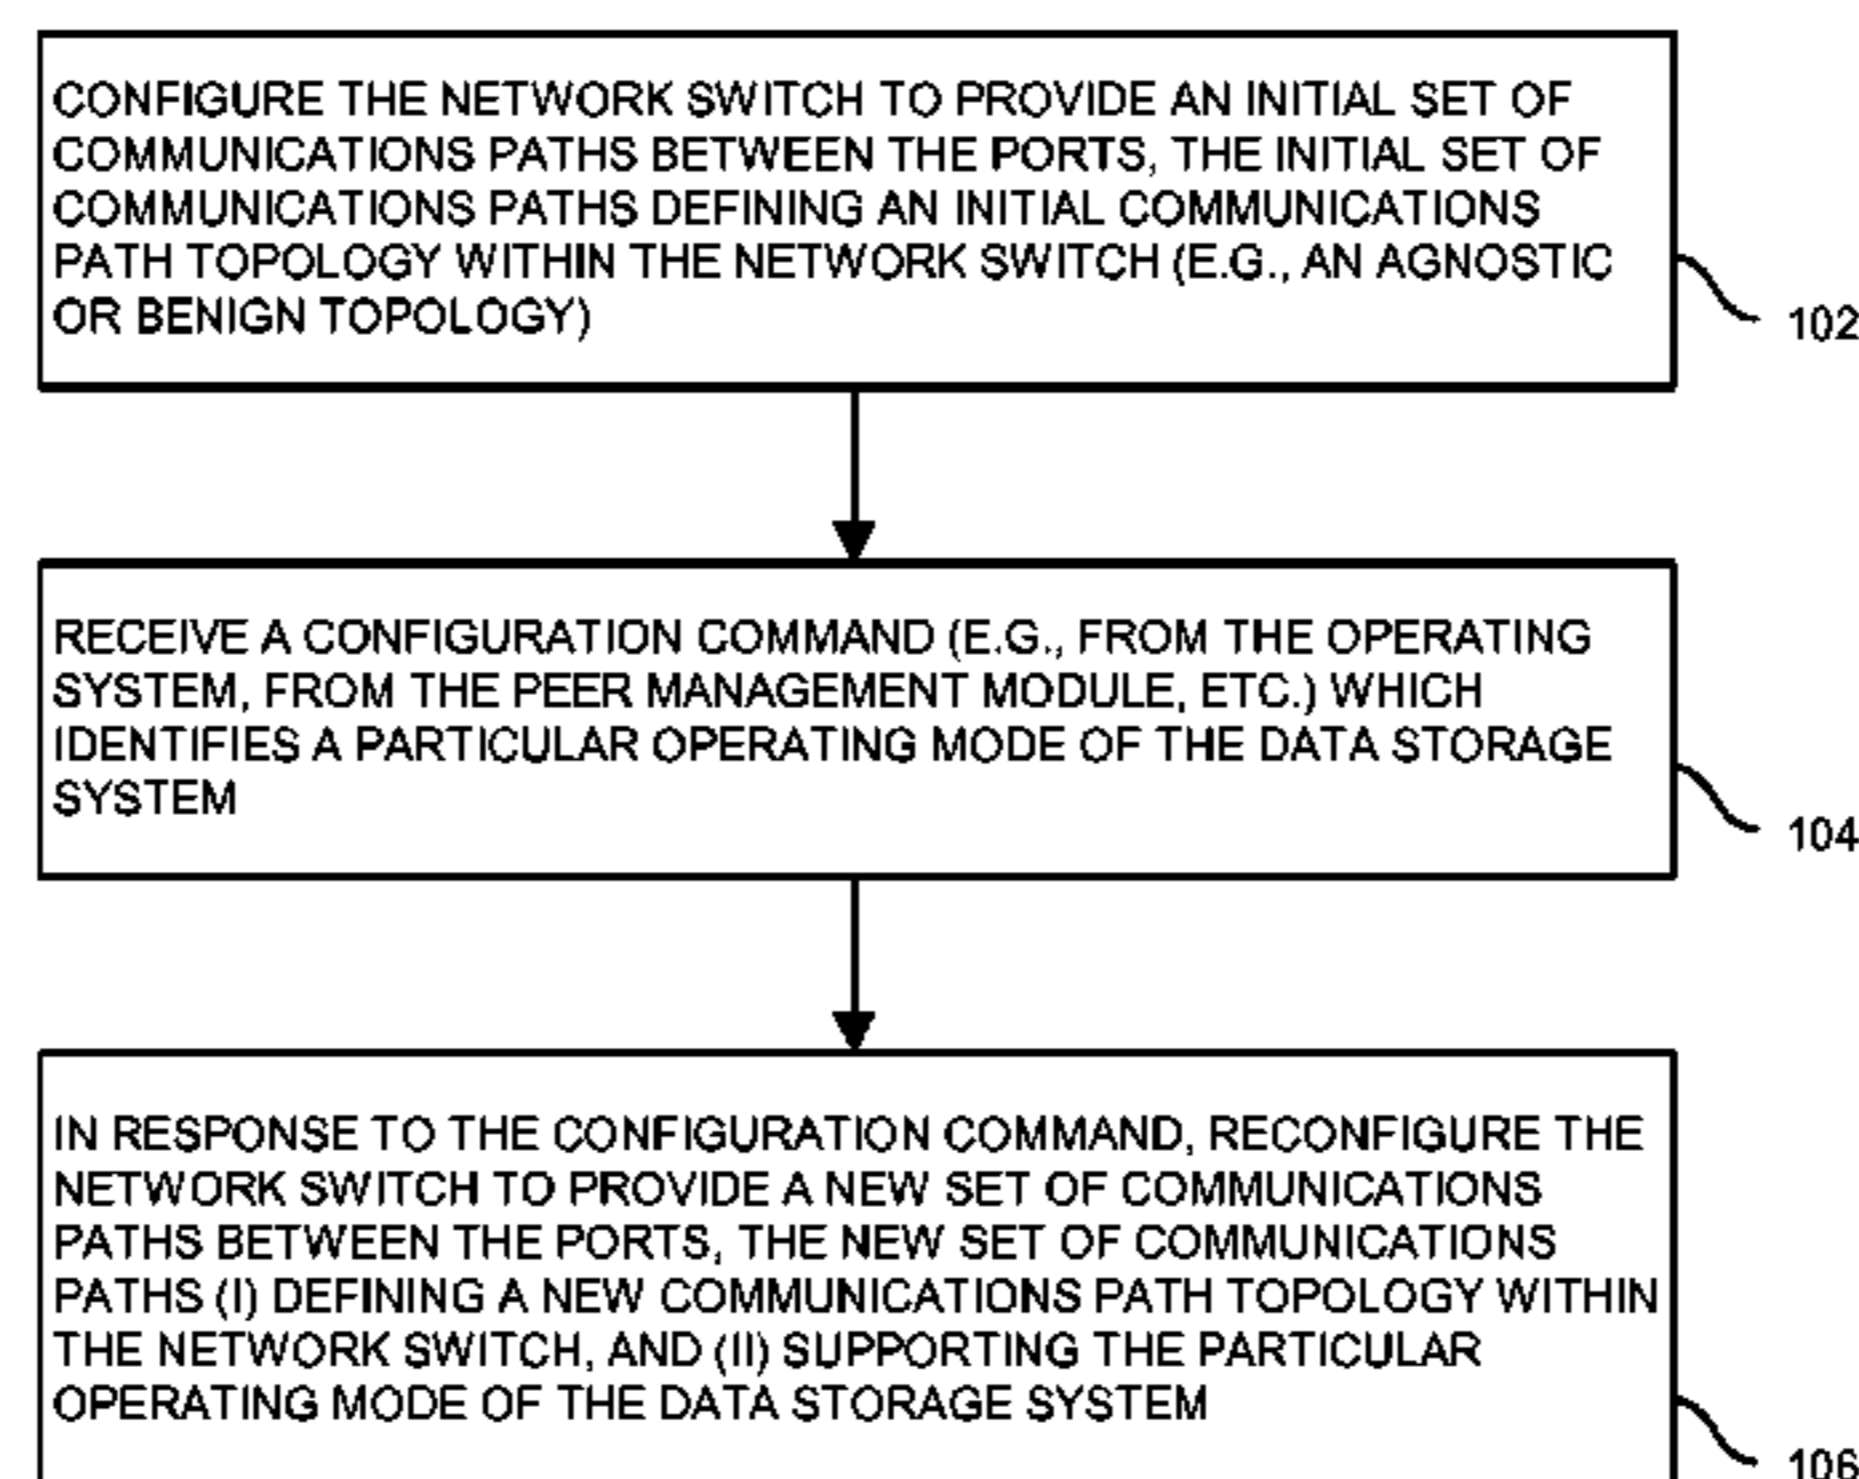 CONFIGURE THE NETWORK SWITCH TO PROVIDE AN INITIAL SET OF
COMMUNICATIONS PATHS BETWEEN THE PORTS, THE INITIAL SET OF
COMMUNICATIONS PATHS DEFINING AN INITIAL COMMUNICATIONS
PATH TOPOLOGY WITHIN THE NETWORK SWITCH (E.G., AN AGNOSTIC
OR BENIGN TOPOLOGY)
102
RECEIVE A CONFIGURATION COMMAND (E.G., FROM THE OPERATING
SYSTEM, FROM THE PEER MANAGEMENT MODULE, ETC.) WHICH
IDENTIFIES A PARTICULAR OPERATING MODE OF THE DATA STORAGE
SYSTEM
104
IN RESPONSE TO THE CONFIGURATION COMMAND, RECONFIGURE THE
NETWORK SWITCH TO PROVIDE A NEW SET OF COMMUNICATIONS
PATHS BETWEEN THE PORTS, THE NEW SET OF COMMUNICATIONS
PATHS (I) DEFINING A NEW COMMUNICATIONS PATH TOPOLOGY WITHIN
THE NETWORK SWITCH, AND (II) SUPPORTING THE PARTICULAR
OPERATING MODE OF THE DATA STORAGE SYSTEM
106